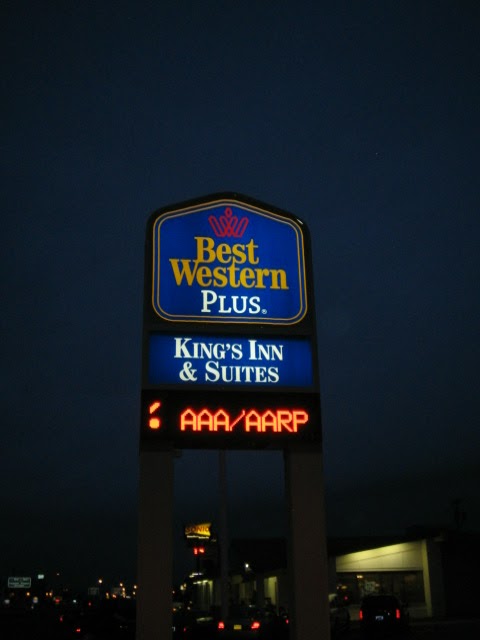 Best
Western
PLUS®
KING'S INN
& SUITES
AAA/AARP